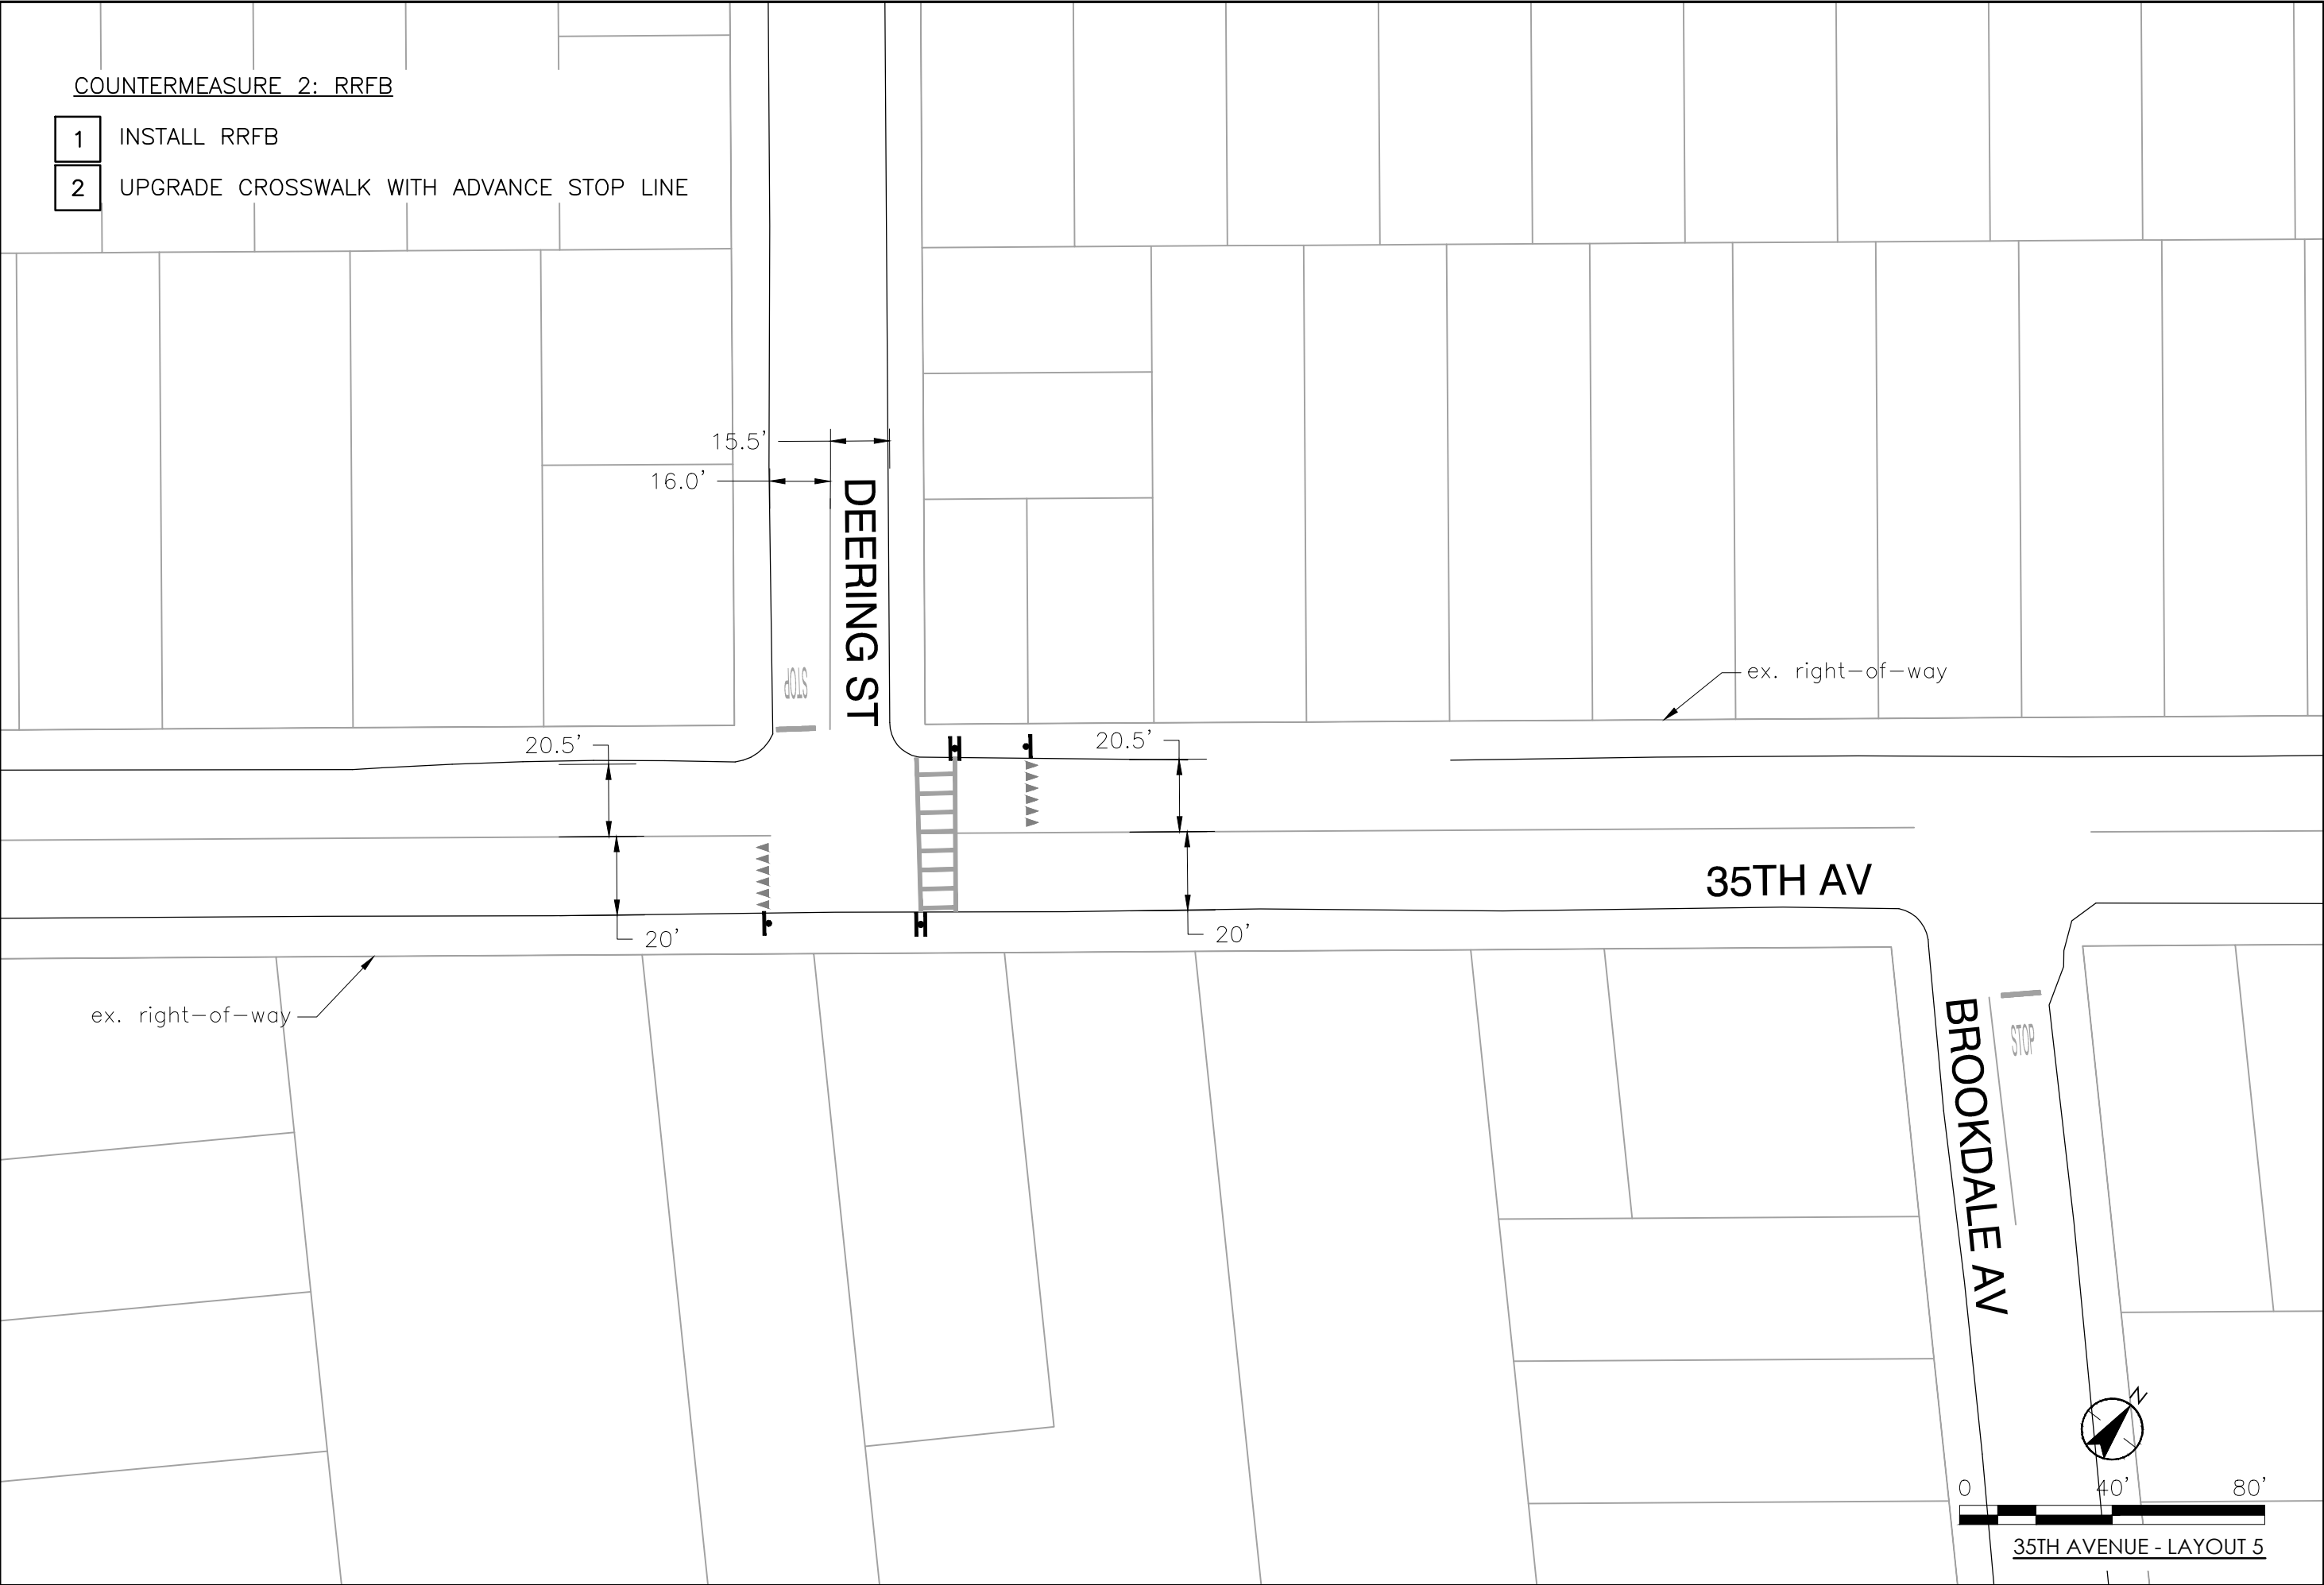 COUNTERMEASURE 2: RRFB
1 INSTALL RRFB
2 UPGRADE CROSSWALK WITH ADVANCE STOP LINE
15.5'
16.0'
DEERING ST
STOP
ex. right-of-way
20.5'
20.5'
35TH AV
20'
20'
ex. right-of-way
BROOKDALE AV
STOP
N
0 40' 80'
35TH AVENUE - LAYOUT 5